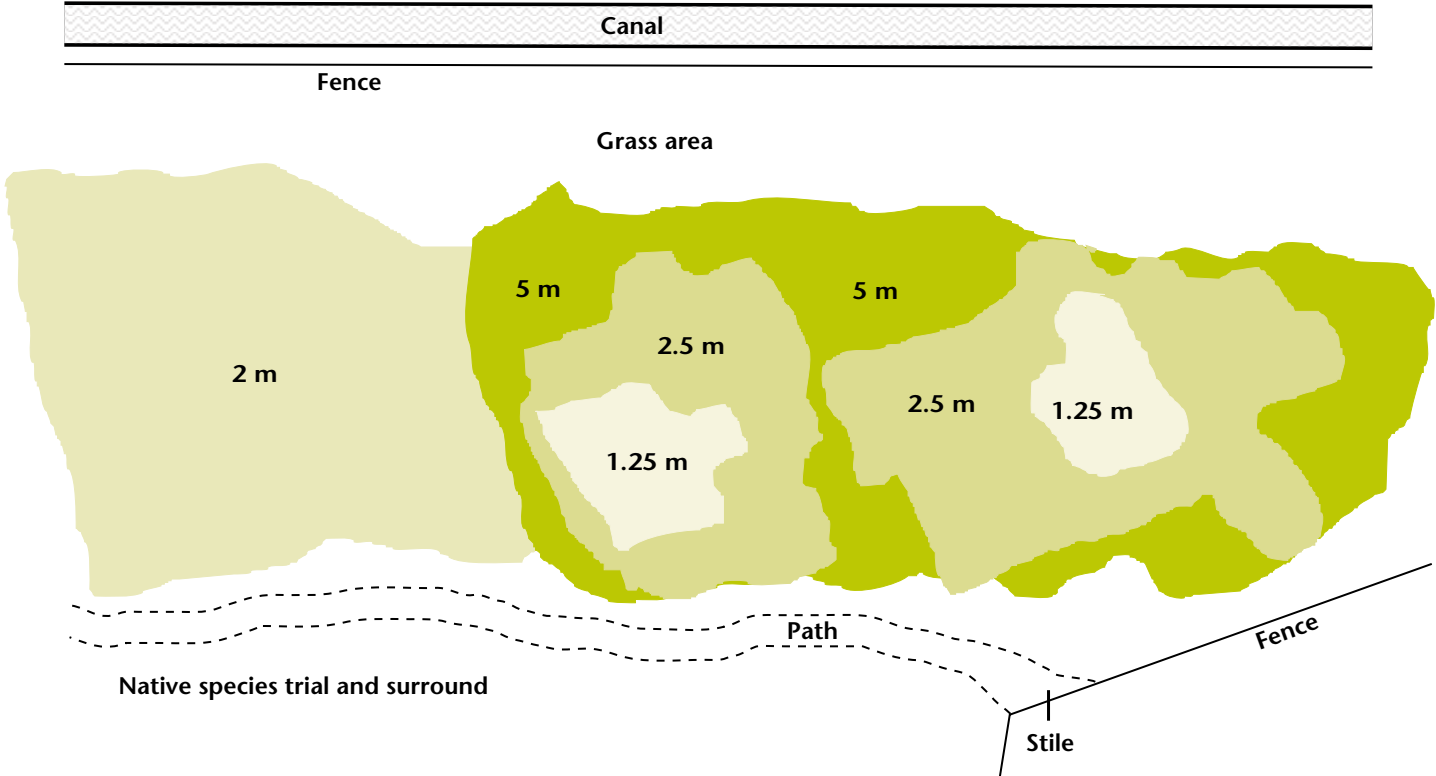 Canal
Fence
Grass area
5 m
5 m
2.5 m
2 m
2.5 m
1.25 m
1.25 m
Path
Fence
Native species trial and surround
Stile